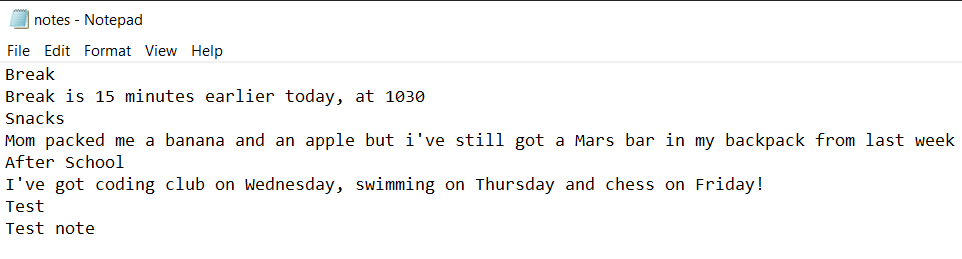 notes - Notepad
File Edit Format View Help
Break
Break is 15 minutes earlier today, at 1030
Snacks
Mom packed me a banana and an apple but i've still got a Mars bar in my backpack from last week
After School
I've got coding club on Wednesday, swimming on Thursday and chess on Friday!
Test
Test note